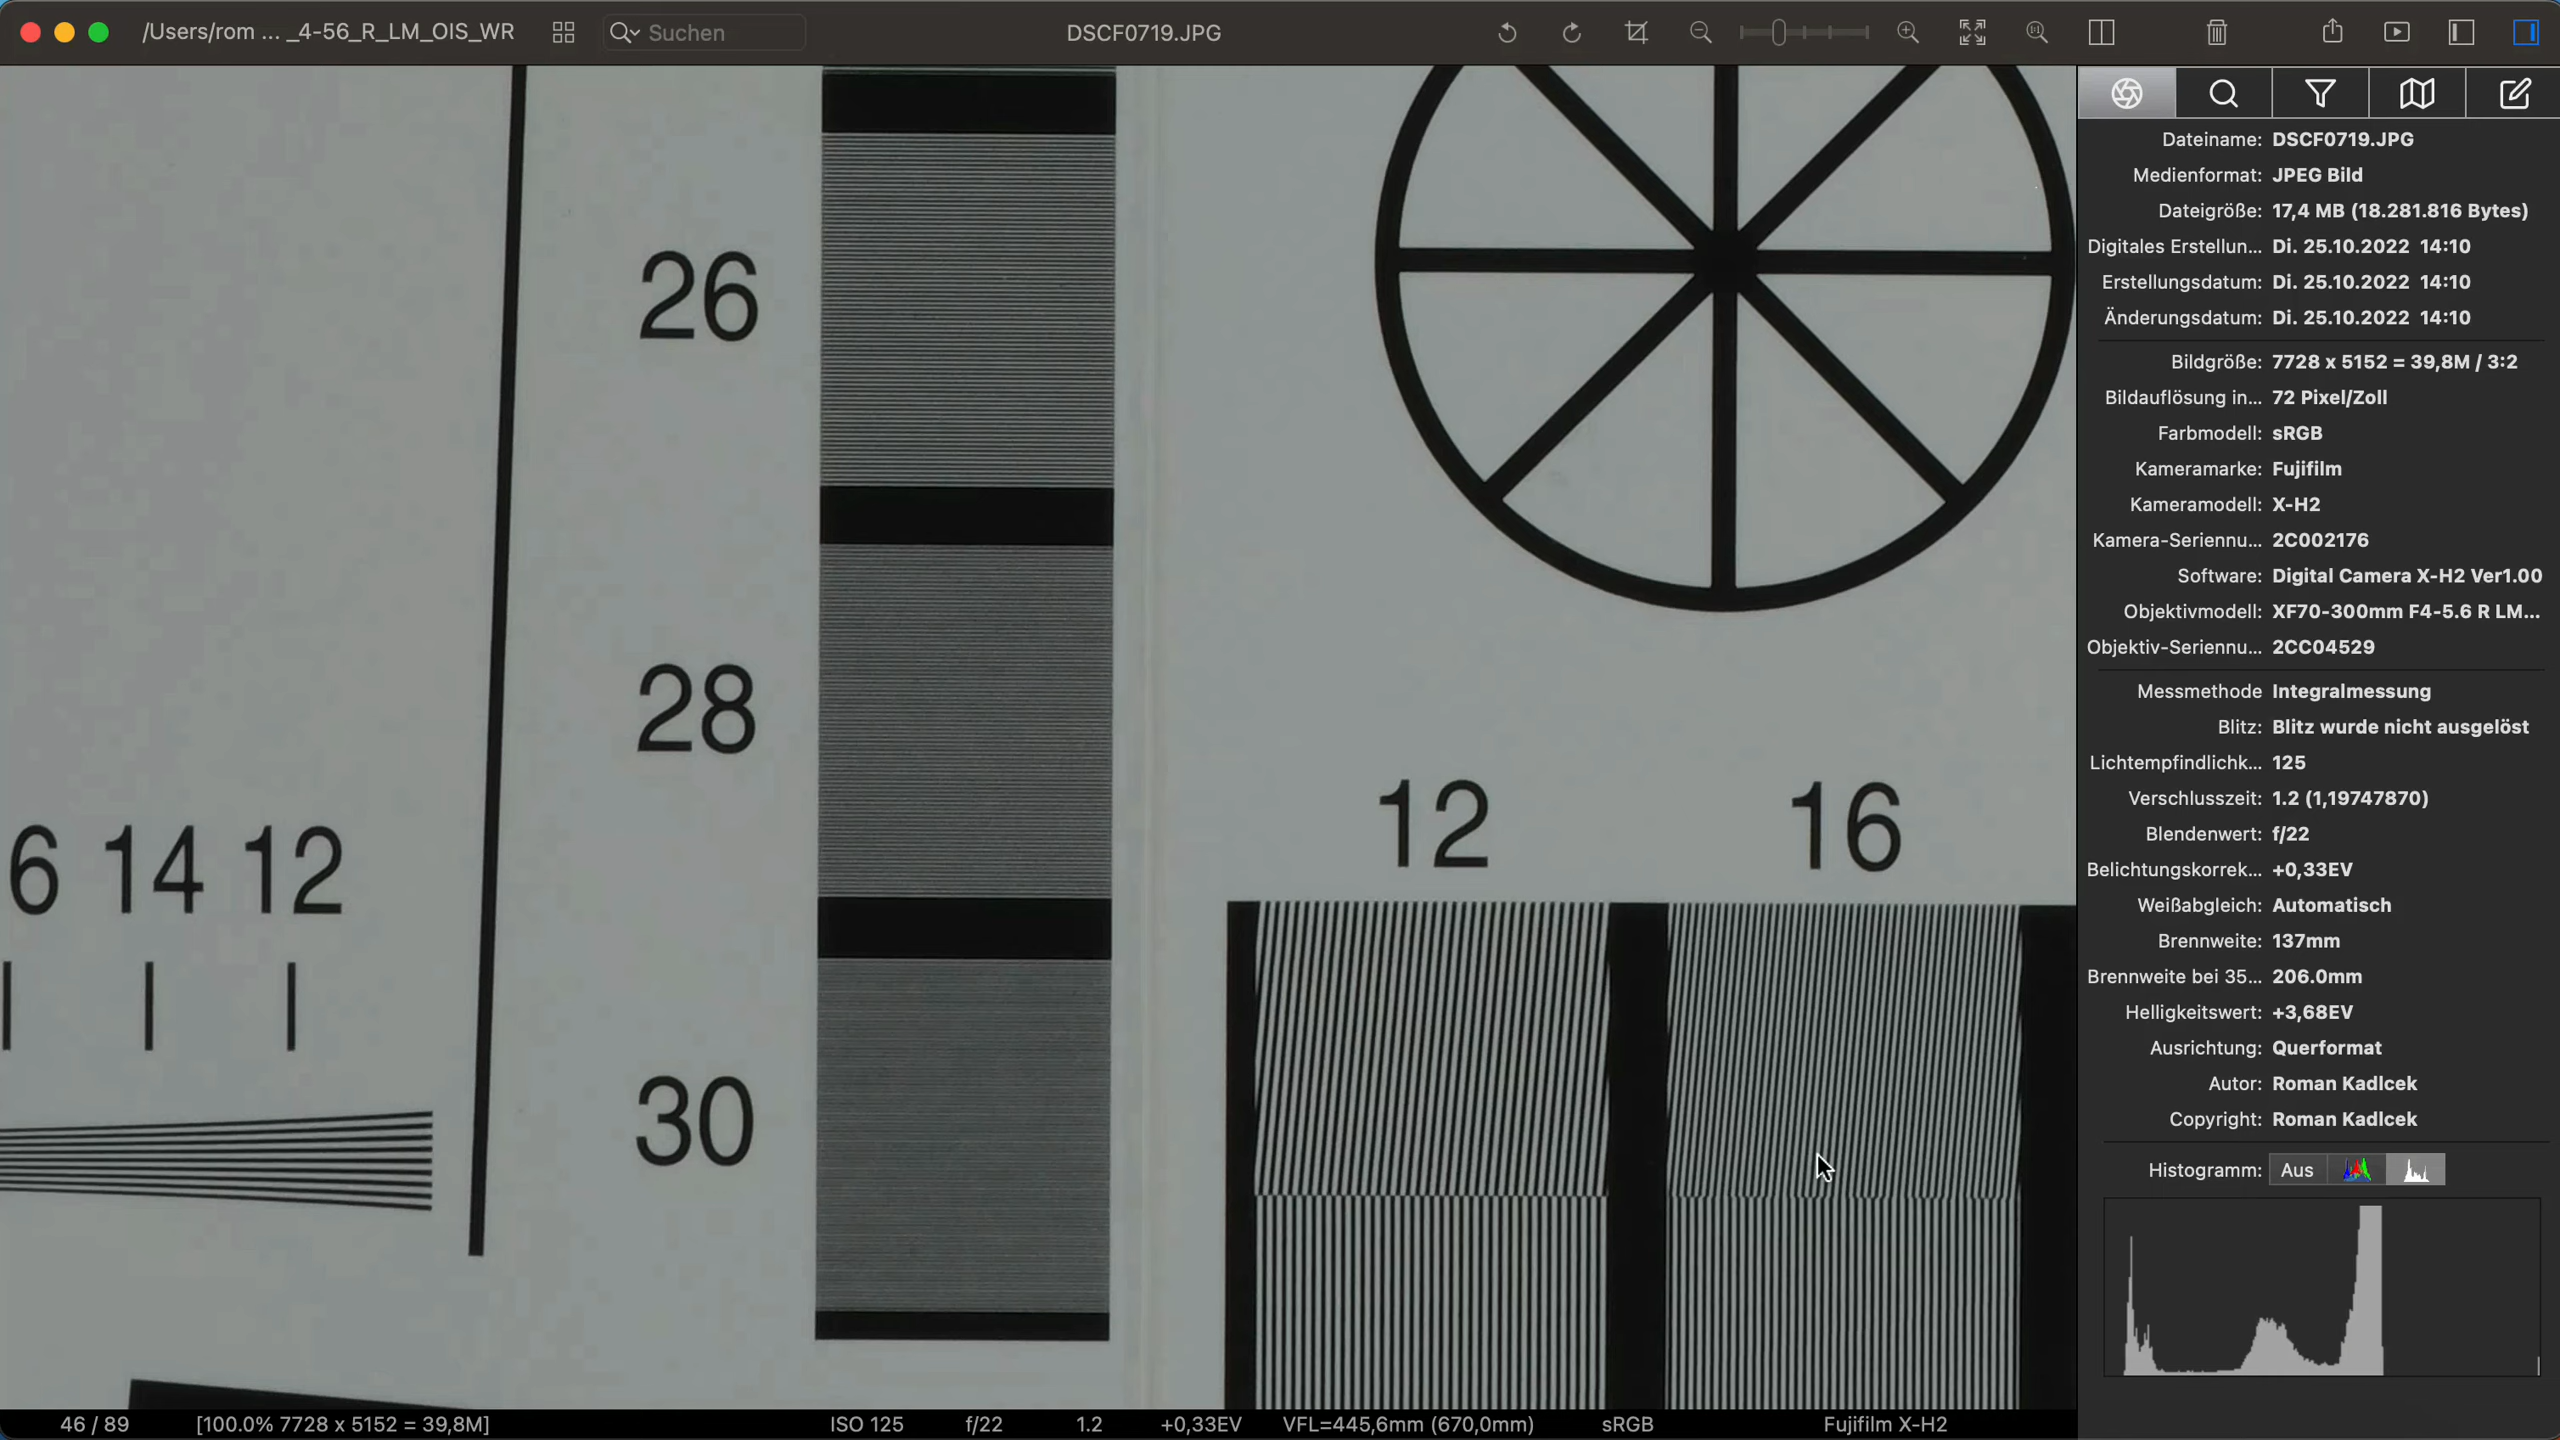 /Users/rom ... _4-56_R_LM_OIS_WR
Suchen
DSCF0719.JPG
26
28
30
6 14 12
12 16
Dateiname: DSCF0719.JPG
Medienformat: JPEG Bild
Dateigröße: 17,4 MB (18.281.816 Bytes)
Digitales Erstellun... Di. 25.10.2022 14:10
Erstellungsdatum: Di. 25.10.2022 14:10
Änderungsdatum: Di. 25.10.2022 14:10
Bildgröße: 7728 x 5152 = 39,8M / 3:2
Bildauflösung in... 72 Pixel/Zoll
Farbmodell: sRGB
Kameramarke: Fujifilm
Kameramodell: X-H2
Kamera-Seriennu... 2C002176
Software: Digital Camera X-H2 Ver1.00
Objektivmodell: XF70-300mm F4-5.6 R LM...
Objektiv-Seriennu... 2CC04529
Messmethode Integralmessung
Blitz: Blitz wurde nicht ausgelöst
Lichtempfindlichk... 125
Verschlusszeit: 1.2 (1,19747870)
Blendenwert: f/22
Belichtungskorrek... +0,33EV
Weißabgleich: Automatisch
Brennweite: 137mm
Brennweite bei 35... 206.0mm
Helligkeitswert: +3,68EV
Ausrichtung: Querformat
Autor: Roman Kadlcek
Copyright: Roman Kadlcek
Histogramm: Aus
46 / 89 [100.0% 7728 x 5152 = 39,8M] ISO 125 f/22 1.2 +0,33EV VFL=445,6mm (670,0mm) sRGB Fujifilm X-H2